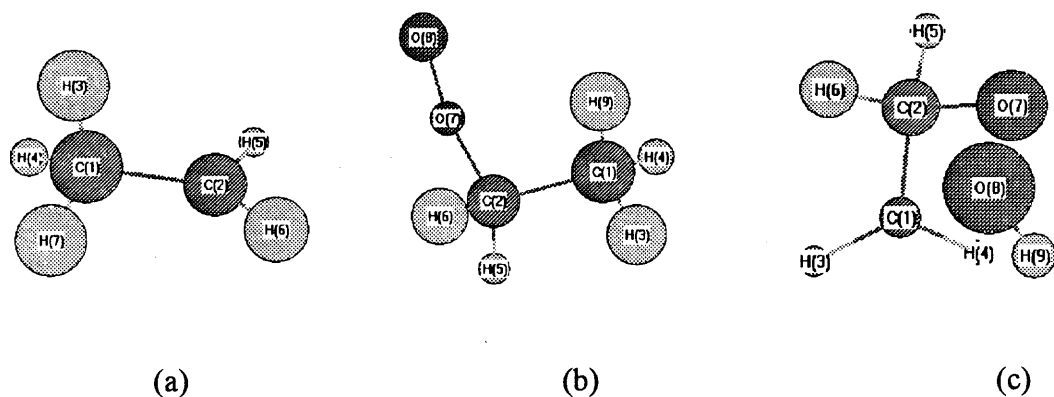 H(3)
H(4)
C(1)
H(5)
C(2)
H(7)
H(6)
(a)
O(8)
O(7)
H(9)
C(1)
H(4)
C(2)
H(6)
H(3)
H(5)
(b)
H(5)
H(6)
C(2)
O(7)
O(8)
C(1)
H(3)
H(4)
H(9)
(c)